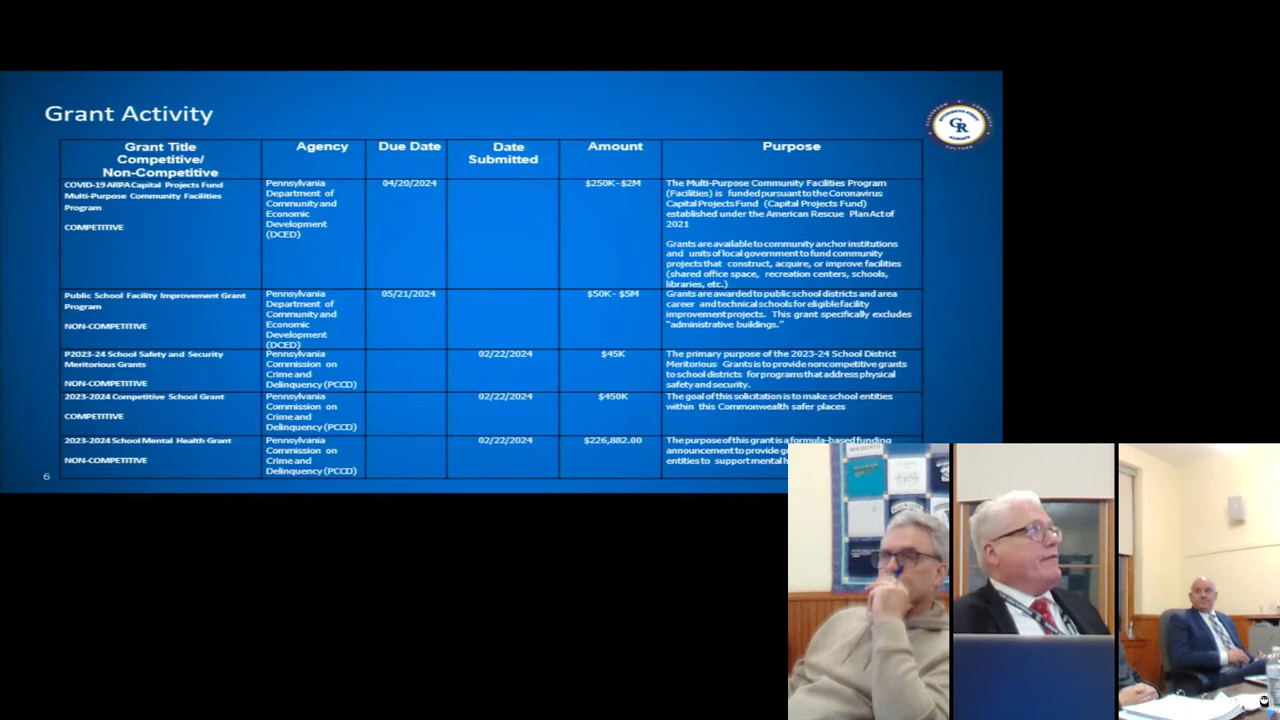 Grant Activity
Grant Title
Competitive/
Non-Competitive
Agency
Due Date
Date
Submitted
Amount
Purpose
COVID-19 ARPA Capital Projects Fund
Multi-Purpose Community Facilities
Program
COMPETITIVE
Pennsylvania
Department of
Community and
Economic
Development
(DCED)
04/20/2024
$250K-$2M
The Multi-Purpose Community Facilities Program
(Facilities) is funded pursuant to the Coronavirus
Capital Projects Fund (Capital Projects Fund)
established under the American Rescue Plan Act of
2021
Grants are available to community anchor institutions
and units of local government to fund community
projects that construct, acquire, or improve facilities
(shared office space, recreation centers, schools,
libraries, etc.)
Public School Facility Improvement Grant
Program
NON-COMPETITIVE
Pennsylvania
Department of
Community and
Economic
Development
(DCED)
05/21/2024
$50K- $5M
Grants are awarded to public school districts and area
career and technical schools for eligible facility
improvement projects. This grant specifically excludes
"administrative buildings."
P2023-24 School Safety and Security
Meritorious Grants
NON-COMPETITIVE
Pennsylvania
Commission on
Crime and
Delinquency (PCCD)
02/22/2024
$45K
The primary purpose of the 2023-24 School District
Meritorious Grants is to provide noncompetitive grants
to school districts for programs that address physical
safety and security.
2023-2024 Competitive School Grant
COMPETITIVE
Pennsylvania
Commission on
Crime and
Delinquency (PCCD)
02/22/2024
$450K
The goal of this solicitation is to make school entities
within this Commonwealth safer places
2023-2024 School Mental Health Grant
NON-COMPETITIVE
Pennsylvania
Commission on
Crime and
Delinquency (PCCD)
02/22/2024
$226,882.00
The purpose of this grant is a formula-based funding
announcement to provide
entities to support mental
6
GR